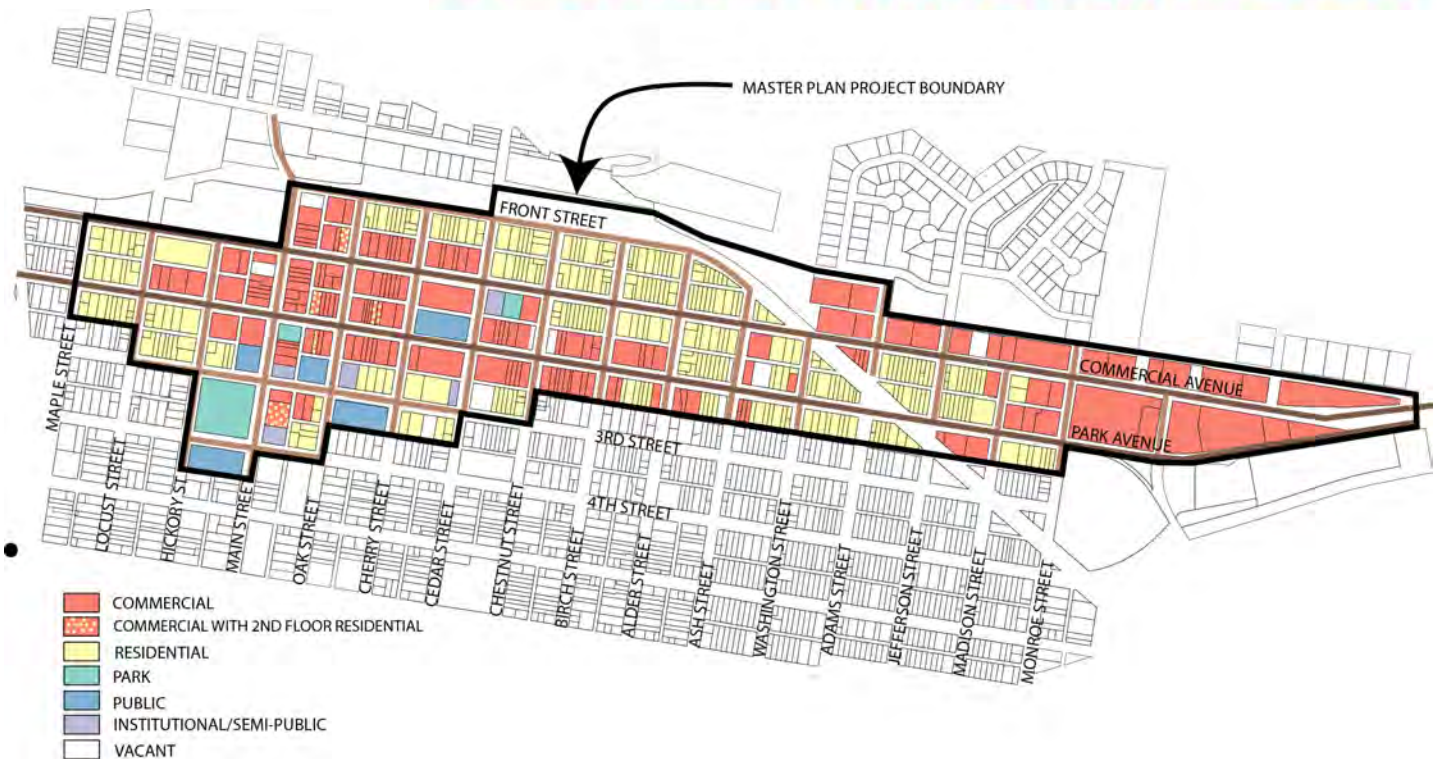 MASTER PLAN PROJECT BOUNDARY
FRONT STREET
COMMERCIAL AVENUE
PARK AVENUE
3RD STREET
4TH STREET
MAPLE STREET
LOCUST STREET
HICKORY ST
MAIN STREE
OAK STREET
CHERRY STREET
CEDAR STREET
CHESTNUT STREET
BIRCH STREET
ALDER STREET
ASH STREET
WASHINGTON STREET
ADAMS STREET
JEFFERSON STREET
MADISON STREET
MONROE STREET
COMMERCIAL
COMMERCIAL WITH 2ND FLOOR RESIDENTIAL
RESIDENTIAL
PARK
PUBLIC
INSTITUTIONAL/SEMI-PUBLIC
VACANT